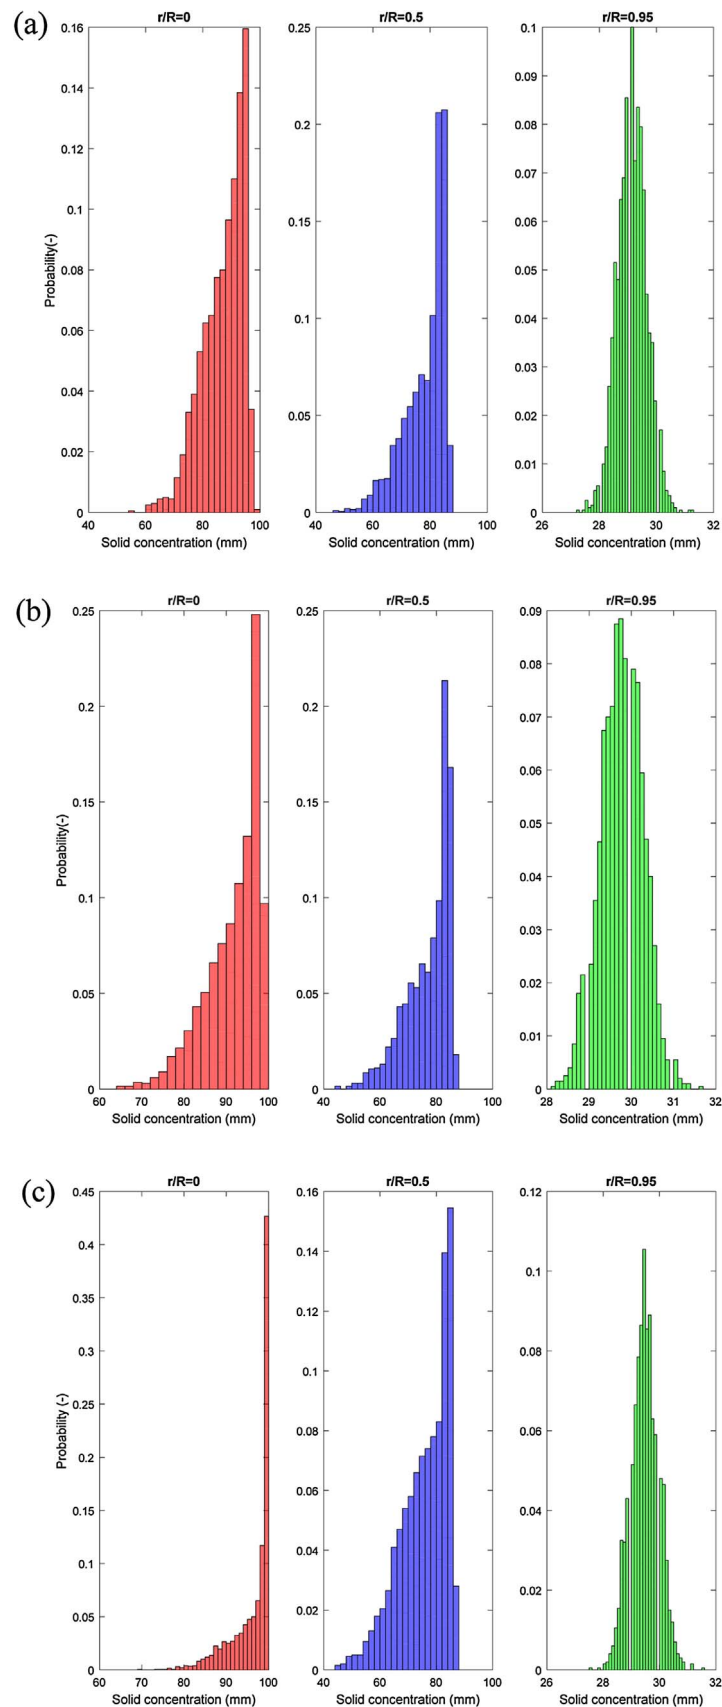 (a)
r/R=0
r/R=0.5
r/R=0.95
0.16
0.14
0.12
0.1
0.08
0.06
0.04
0.02
0
Probability(-)
40 60 80 100
Solid concentration (mm)
0.25
0.2
0.15
0.1
0.05
0
40 60 80 100
Solid concentration (mm)
0.1
0.09
0.08
0.07
0.06
0.05
0.04
0.03
0.02
0.01
0
26 28 30 32
Solid concentration (mm)
(b)
r/R=0
r/R=0.5
r/R=0.95
0.25
0.2
0.15
0.1
0.05
0
Probability(-)
60 70 80 90 100
Solid concentration (mm)
0.25
0.2
0.15
0.1
0.05
0
40 60 80 100
Solid concentration (mm)
0.09
0.08
0.07
0.06
0.05
0.04
0.03
0.02
0.01
0
28 29 30 31 32
Solid concentration (mm)
(c)
r/R=0
r/R=0.5
r/R=0.95
0.45
0.4
0.35
0.3
0.25
0.2
0.15
0.1
0.05
0
Probability (-)
60 70 80 90 100
Solid concentration (mm)
0.16
0.14
0.12
0.1
0.08
0.06
0.04
0.02
0
40 60 80 100
Solid concentration (mm)
0.12
0.1
0.08
0.06
0.04
0.02
0
26 28 30 32
Solid concentration (mm)